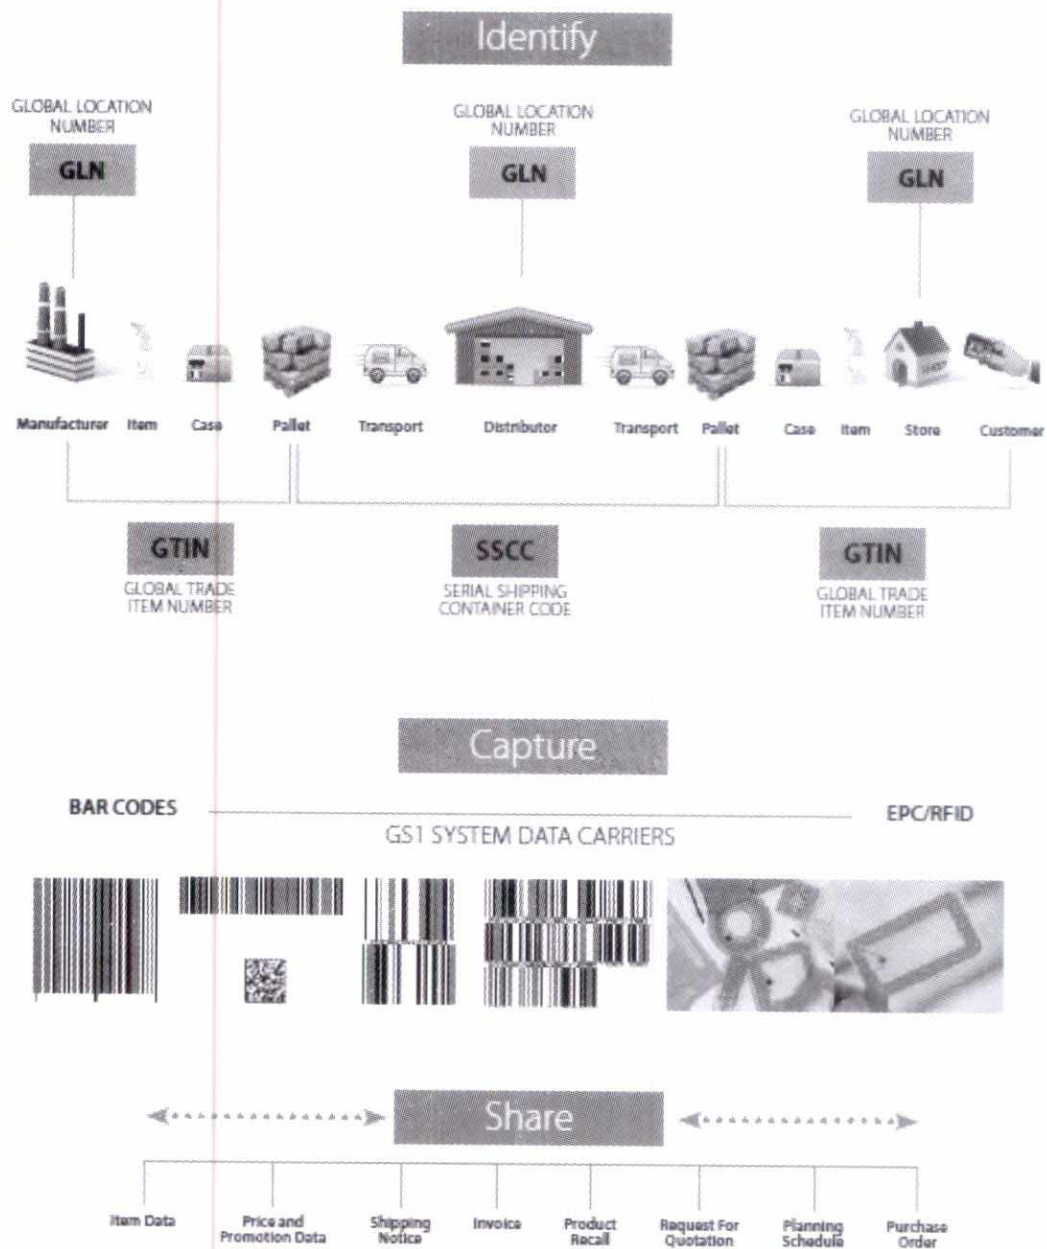 Identify
GLOBAL LOCATION
NUMBER
GLN
GLOBAL LOCATION
NUMBER
GLN
GLOBAL LOCATION
NUMBER
GLN
SHOP
Manufacturer Item Case Pallet Transport Distributor Transport Pallet Case Item Store Customer
GTIN
GLOBAL TRADE
ITEM NUMBER
SSCC
SERIAL SHIPPING
CONTAINER CODE
GTIN
GLOBAL TRADE
ITEM NUMBER
Capture
BAR CODES
EPC/RFID
GS1 SYSTEM DATA CARRIERS
Share
Item Data
Price and
Promotion Data
Shipping
Notice
Invoice
Product
Recall
Request For
Quotation
Planning
Schedule
Purchase
Order